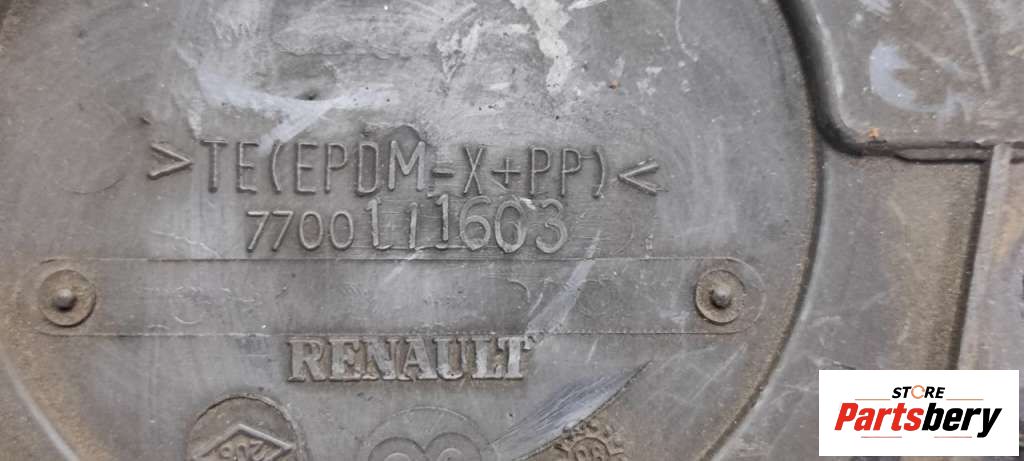 >TE(EPDM-X+PP)<
7700111603
RENAULT
STORE
Partsbery